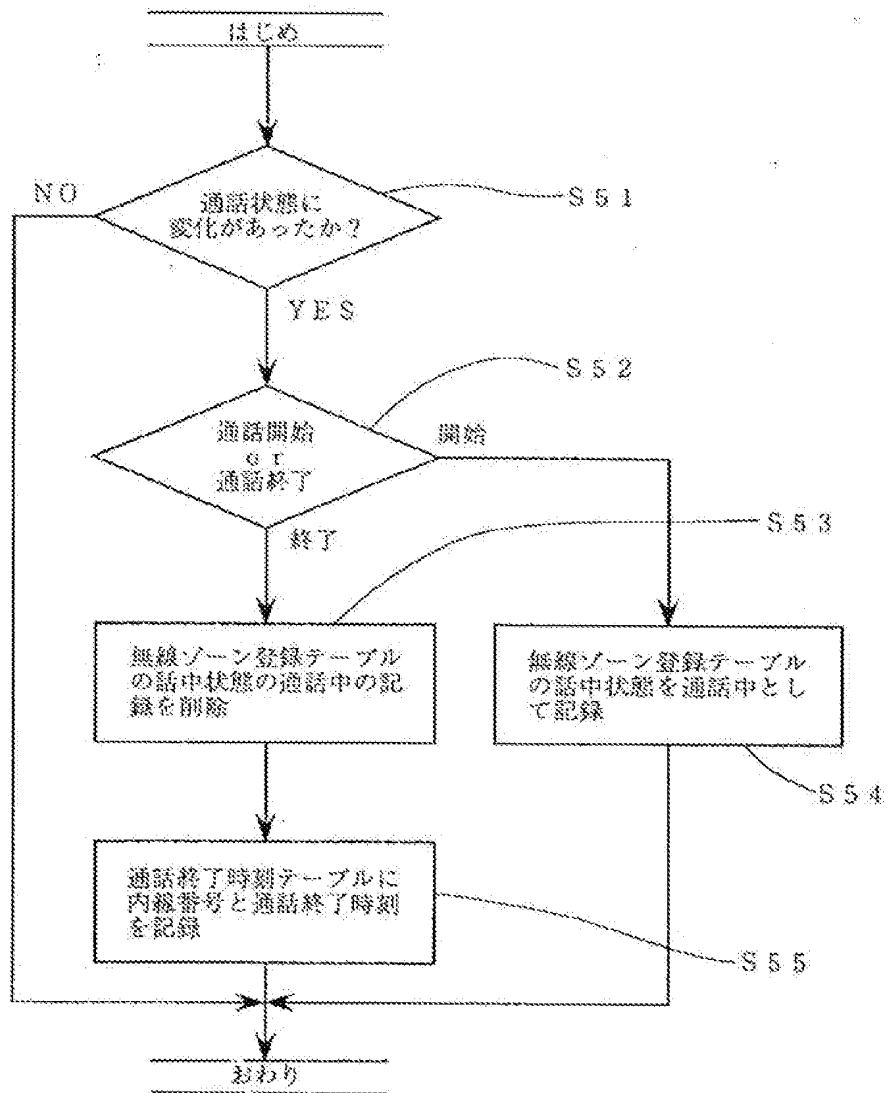 はじめ
NO
通話状態に
変化があったか？
S51
YES
S52
通話開始
or
通話終了
開始
終了
S53
無線ゾーン登録テーブル
の話中状態の通話中の記
録を削除
無線ゾーン登録テーブル
の話中状態を通話中とし
て記録
S54
通話終了時刻テーブルに
内線番号と通話終了時刻
を記録
S55
おわり